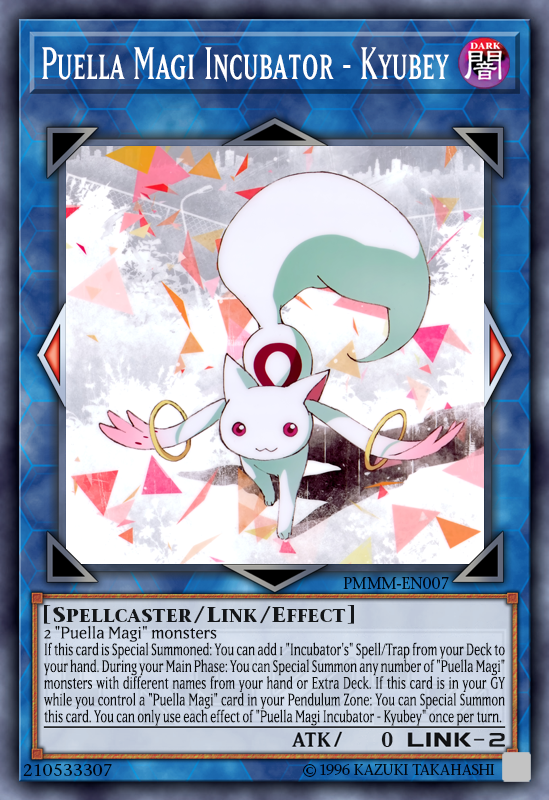 PUELLA MAGI INCUBATOR - KYUBEY
DARK
闇
PMMM-EN007
[SPELLCASTER/LINK/EFFECT]
2 "Puella Magi" monsters
If this card is Special Summoned: You can add 1 "Incubator's" Spell/Trap from your Deck to
your hand. During your Main Phase: You can Special Summon any number of "Puella Magi"
monsters with different names from your hand or Extra Deck. If this card is in your GY
while you control a "Puella Magi" card in your Pendulum Zone: You can Special Summon
this card. You can only use each effect of "Puella Magi Incubator - Kyubey" once per turn.
ATK/ 0 LINK-2
210533307
© 1996 KAZUKI TAKAHASHI